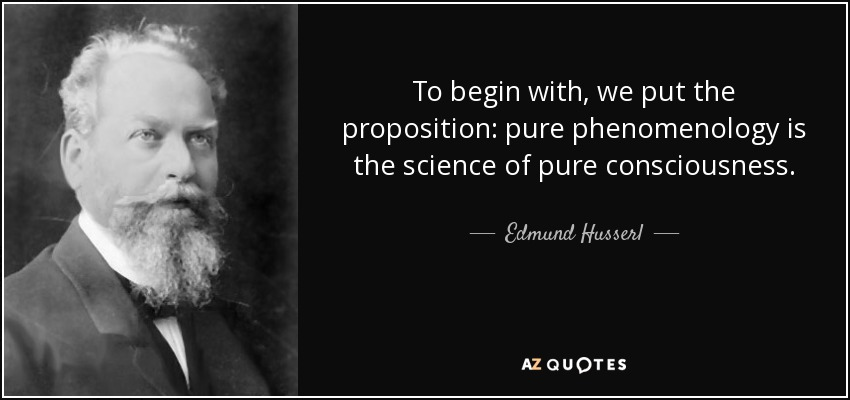 To begin with, we put the
proposition: pure phenomenology is
the science of pure consciousness.
Edmund Husserl
AZ QUOTES